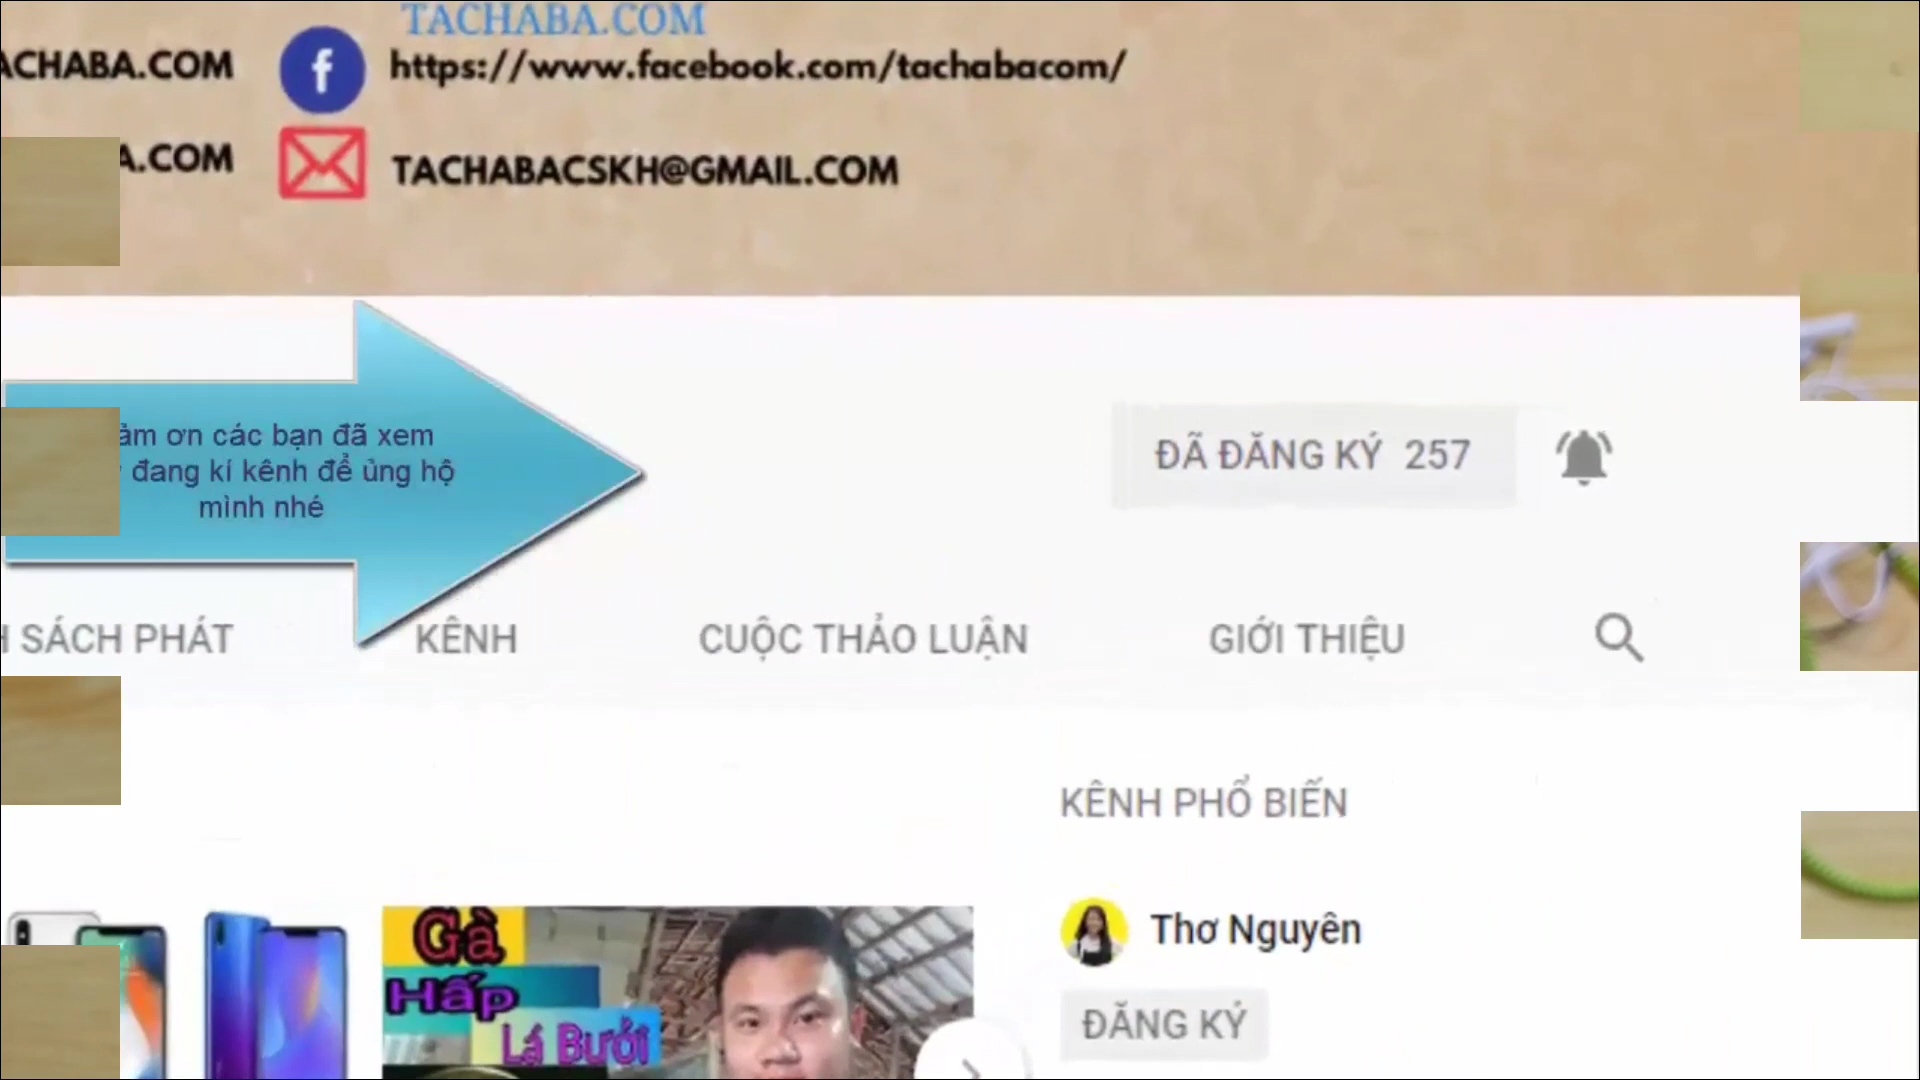 TACHABA.COM
ACHABA.COM
https://www.facebook.com/tachabacom/
A.COM
TACHABACSKH@GMAIL.COM
ảm ơn các bạn đã xem
đang kí kênh để ủng hộ
mình nhé
ĐÃ ĐĂNG KÝ 257
H SÁCH PHÁT
KÊNH
CUỘC THẢO LUẬN
GIỚI THIỆU
KÊNH PHỔ BIẾN
Gà
Hấp
Lá Bưởi
Thơ Nguyên
ĐĂNG KÝ